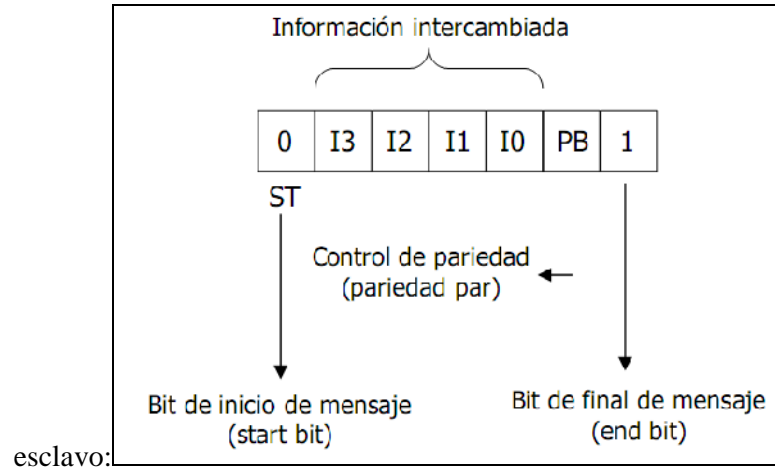 Información intercambiada
0 I3 I2 I1 I0 PB 1
ST
Control de pariedad
(pariedad par)
Bit de inicio de mensaje
(start bit)
Bit de final de mensaje
(end bit)
esclavo: